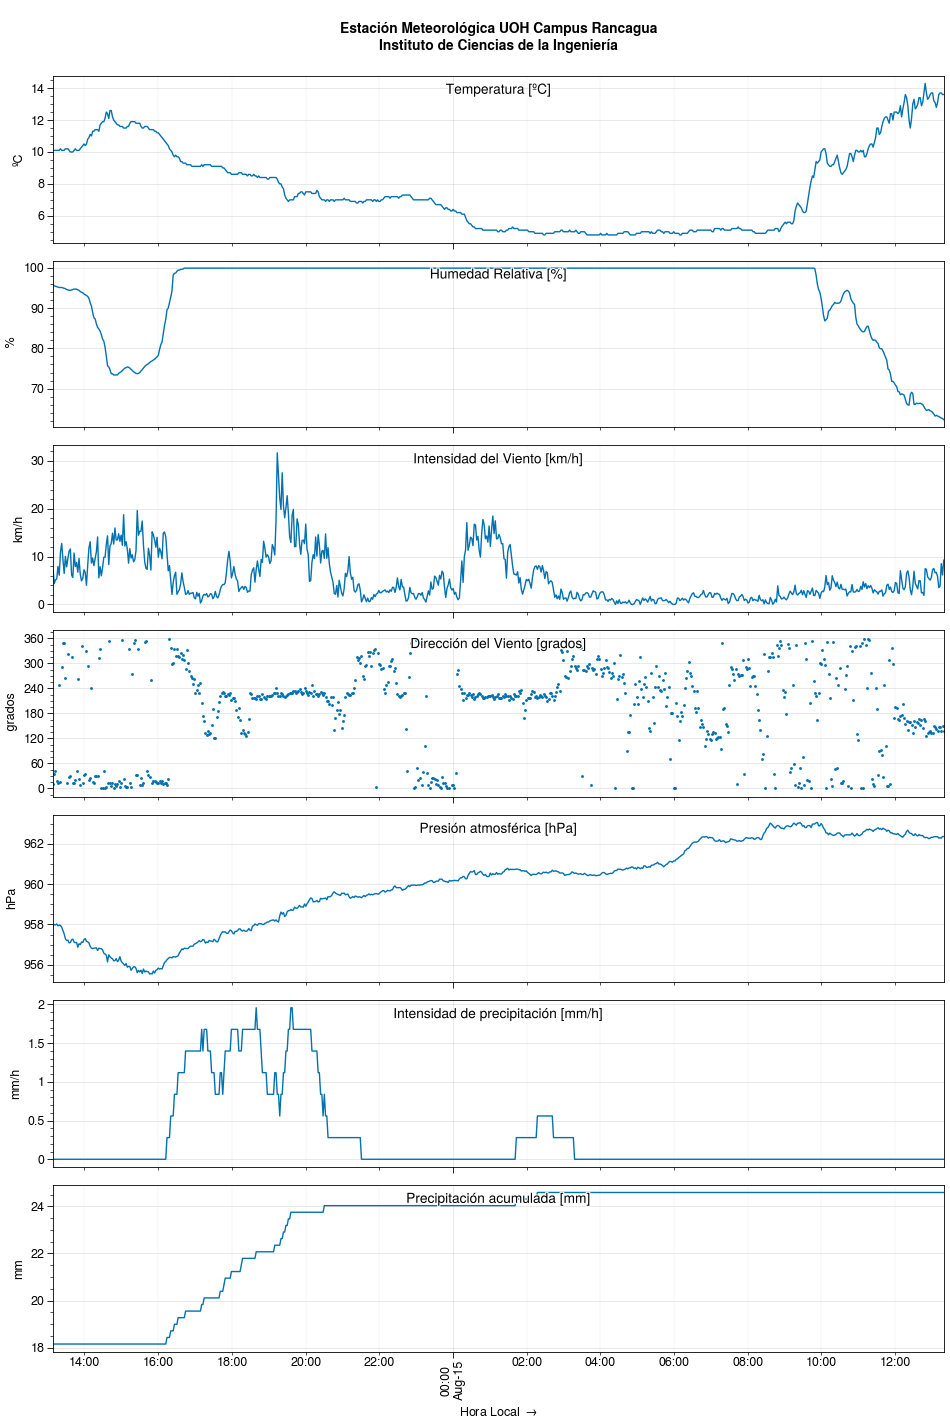 Estación Meteorológica UOH Campus Rancagua
Instituto de Ciencias de la Ingeniería
Temperatura [ºC]
14
12
10
8
6
ºC
Humedad Relativa [%]
100
90
80
70
%
Intensidad del Viento [km/h]
30
20
10
0
km/h
Dirección del Viento [grados]
360
300
240
180
120
60
0
grados
Presión atmosférica [hPa]
962
960
958
956
hPa
Intensidad de precipitación [mm/h]
2
1.5
1
0.5
0
mm/h
Precipitación acumulada [mm]
24
22
20
18
mm
14:00 16:00 18:00 20:00 22:00 00:00 02:00 04:00 06:00 08:00 10:00 12:00
Aug-15
Hora Local →